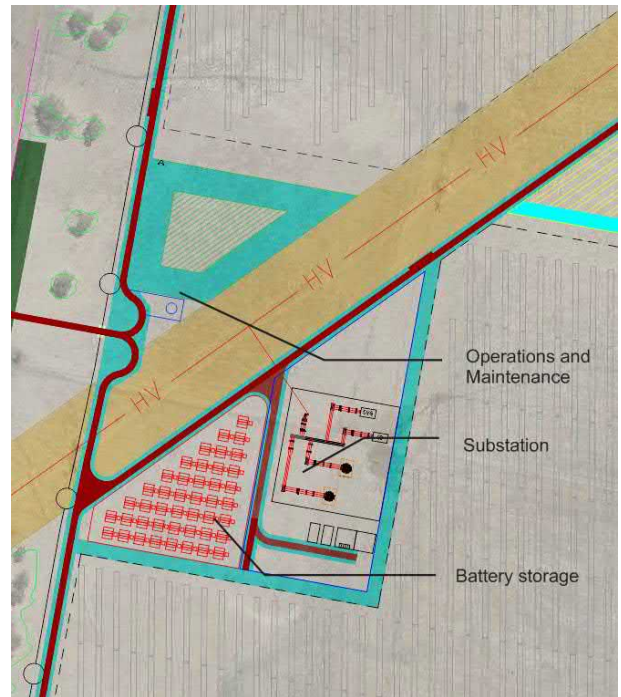 HV
HV
HV
HV
Operations and
Maintenance
Substation
Battery storage